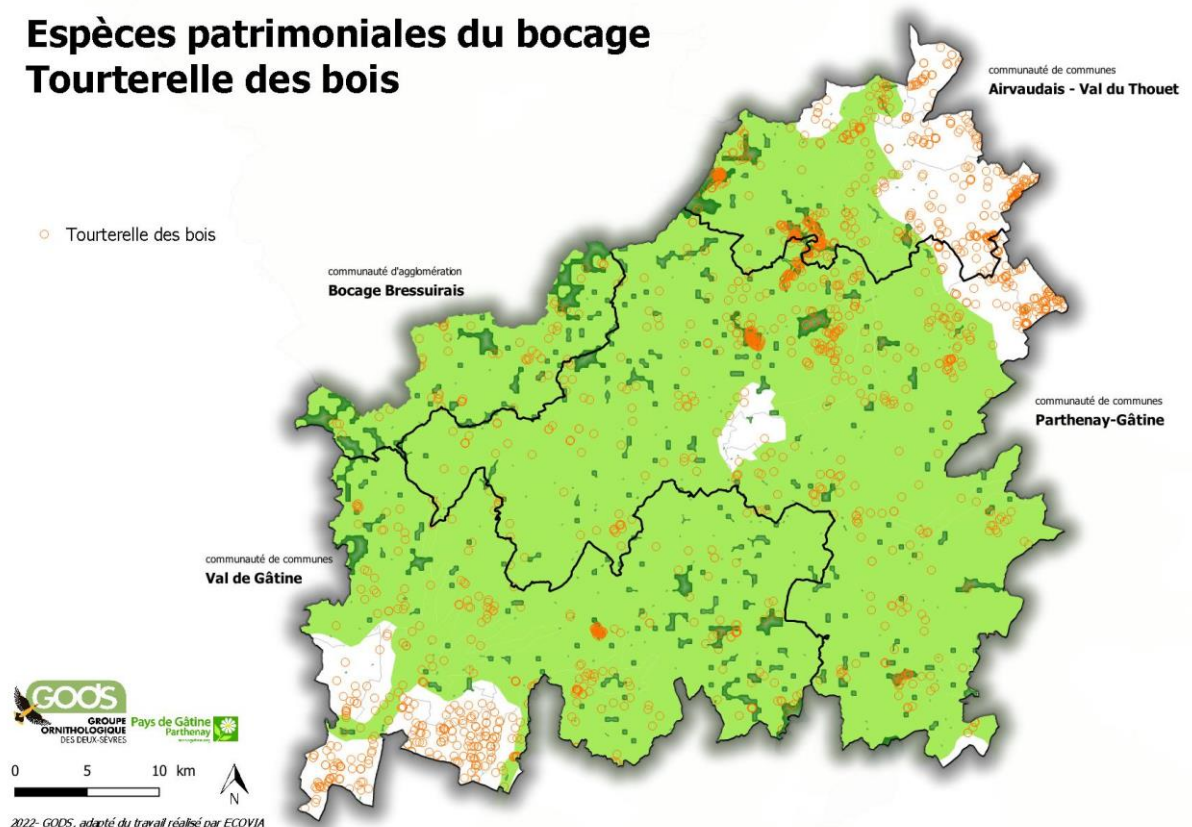 Espèces patrimoniales du bocage
Tourterelle des bois
communauté de communes
Airvaudais - Val du Thouet
Tourterelle des bois
communauté d'agglomération
Bocage Bressuirais
communauté de communes
Parthenay-Gâtine
communauté de communes
Val de Gâtine
GODS
GROUPE
ORNITHOLOGIQUE
DES DEUX-SÈVRES
Pays de Gâtine
Parthenay
0 5 10 km
N
2022- GODS, adapté du travail réalisé par ECOVIA